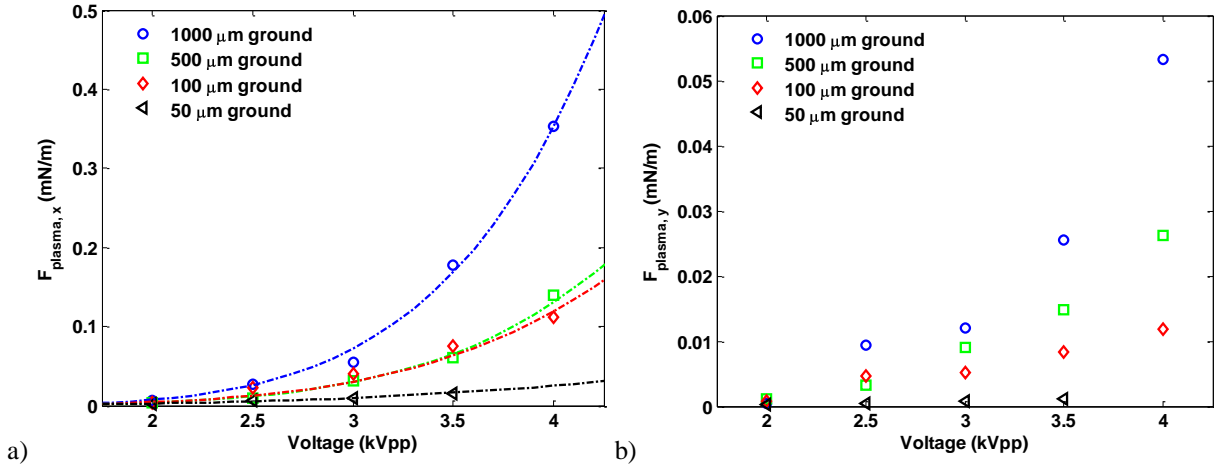 0.5
0.4
0.3
0.2
0.1
0
F plasma, x (mN/m)
1000 μm ground
500 μm ground
100 μm ground
50 μm ground
2 2.5 3 3.5 4
Voltage (kVpp)
a)
0.06
0.05
0.04
0.03
0.02
0.01
0
F plasma, y (mN/m)
1000 μm ground
500 μm ground
100 μm ground
50 μm ground
2 2.5 3 3.5 4
Voltage (kVpp)
b)